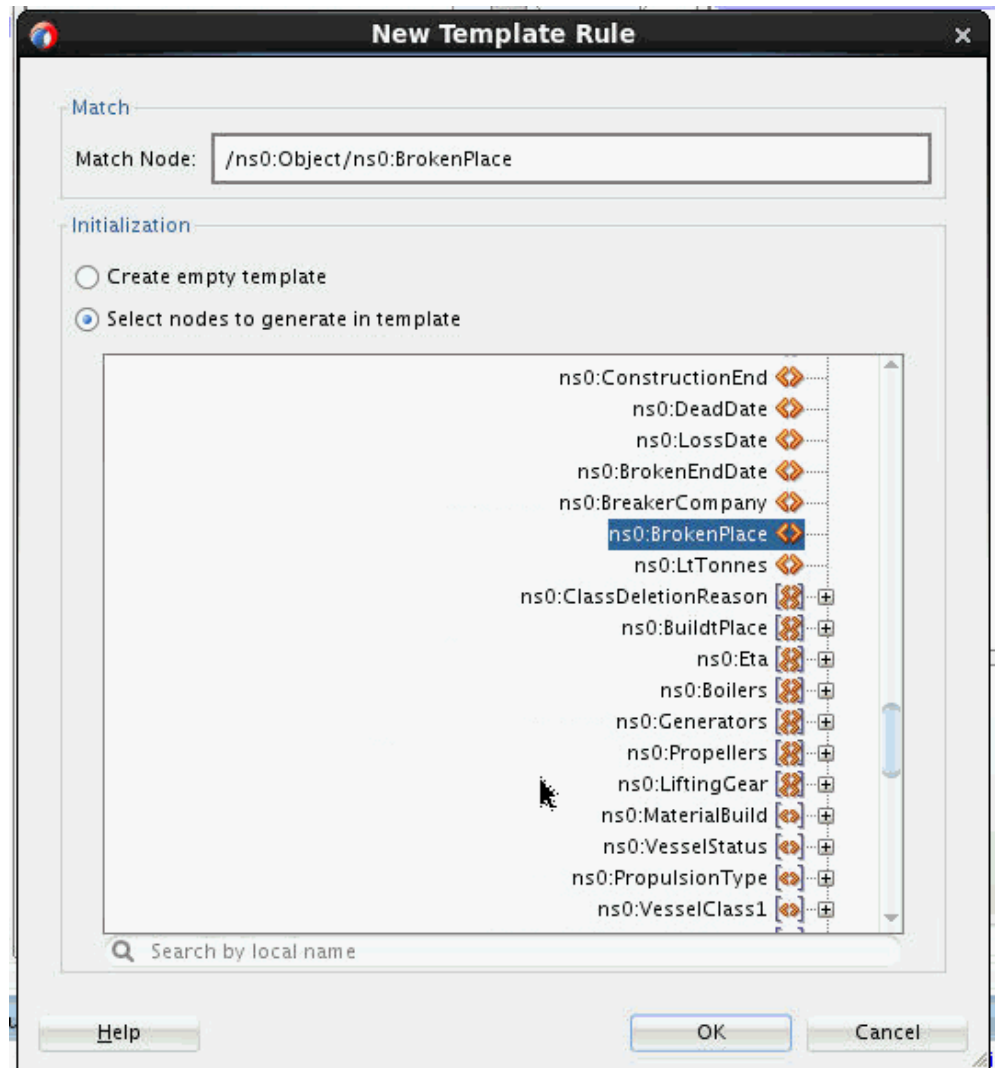 New Template Rule
Match
Match Node: /ns0:Object/ns0:BrokenPlace
Initialization
Create empty template
Select nodes to generate in template
ns0:ConstructionEnd
ns0:DeadDate
ns0:LossDate
ns0:BrokenEndDate
ns0:BreakerCompany
ns0:BrokenPlace
ns0:LtTonnes
ns0:ClassDeletionReason
ns0:BuildtPlace
ns0:Eta
ns0:Boilers
ns0:Generators
ns0:Propellers
ns0:LiftingGear
ns0:MaterialBuild
ns0:VesselStatus
ns0:PropulsionType
ns0:VesselClass1
Search by local name
Help OK Cancel